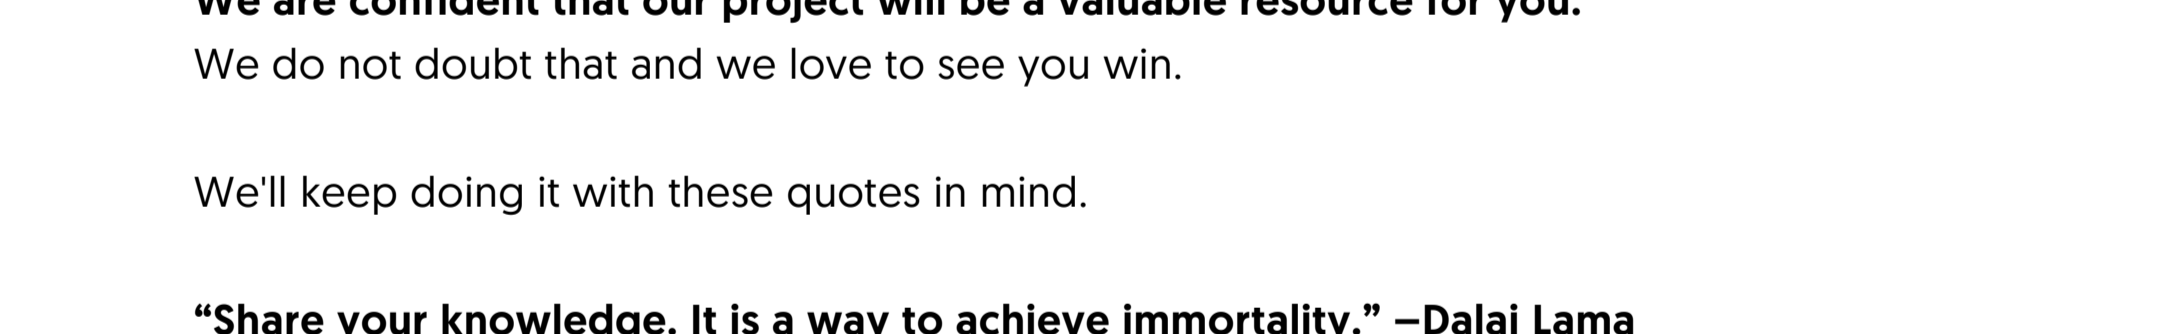 We are confident that our project will be a valuable resource for you.
We do not doubt that and we love to see you win.
We'll keep doing it with these quotes in mind.
“Share your knowledge. It is a way to achieve immortality.” –Dalai Lama